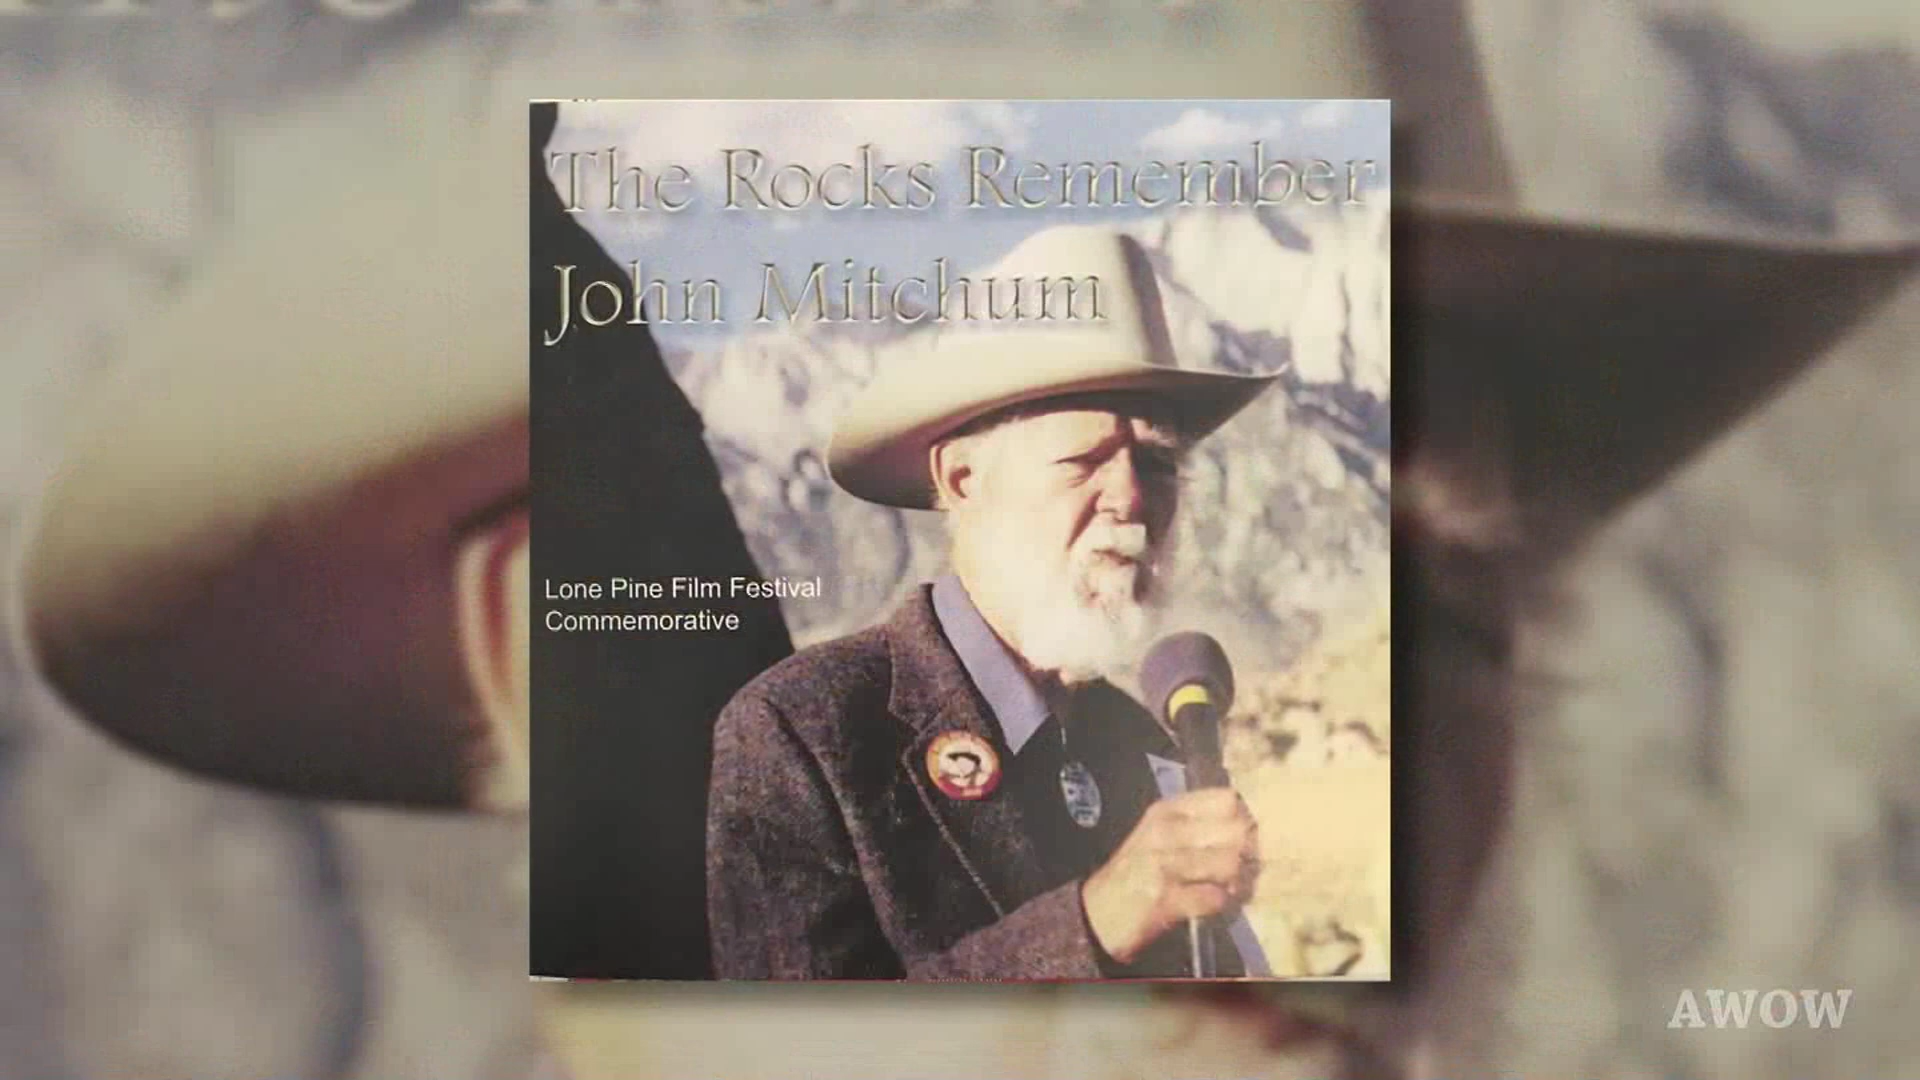 The Rocks Remember
John Mitchum
Lone Pine Film Festival
Commemorative
AWOW